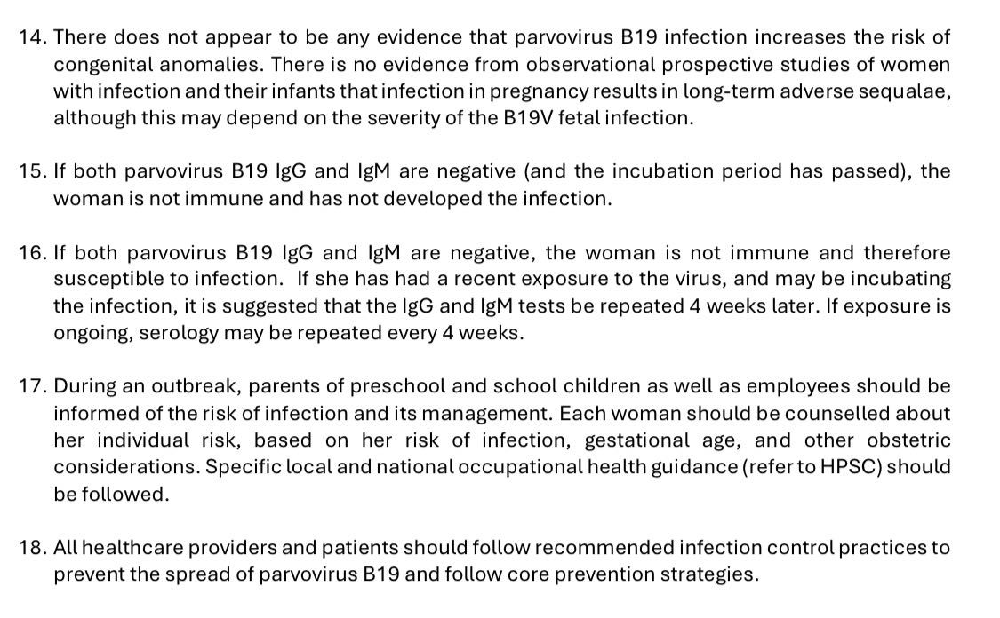 14. There does not appear to be any evidence that parvovirus B19 infection increases the risk of
congenital anomalies. There is no evidence from observational prospective studies of women
with infection and their infants that infection in pregnancy results in long-term adverse sequalae,
although this may depend on the severity of the B19V fetal infection.
15. If both parvovirus B19 IgG and IgM are negative (and the incubation period has passed), the
woman is not immune and has not developed the infection.
16. If both parvovirus B19 IgG and IgM are negative, the woman is not immune and therefore
susceptible to infection.  If she has had a recent exposure to the virus, and may be incubating
the infection, it is suggested that the IgG and IgM tests be repeated 4 weeks later. If exposure is
ongoing, serology may be repeated every 4 weeks.
17. During an outbreak, parents of preschool and school children as well as employees should be
informed of the risk of infection and its management. Each woman should be counselled about
her individual risk, based on her risk of infection, gestational age, and other obstetric
considerations. Specific local and national occupational health guidance (refer to HPSC) should
be followed.
18. All healthcare providers and patients should follow recommended infection control practices to
prevent the spread of parvovirus B19 and follow core prevention strategies.